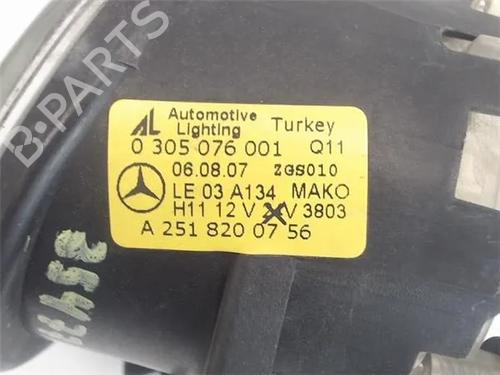 B-PARTS
AL Automotive Lighting Turkey
0 305 076 001 Q11
06.08.07 ZGS010
LE 03 A134 MAKO
H11 12 V V 3803
A 251 820 07 56